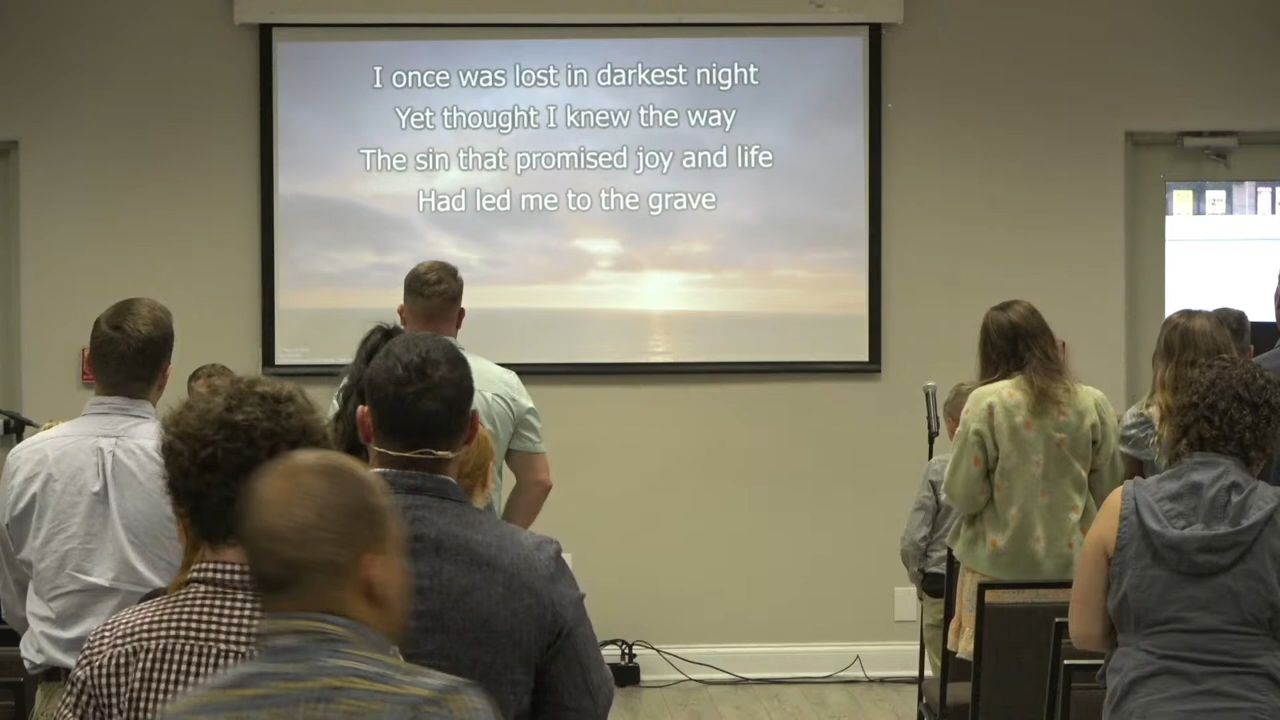 I once was lost in darkest night
Yet thought I knew the way
The sin that promised joy and life
Had led me to the grave